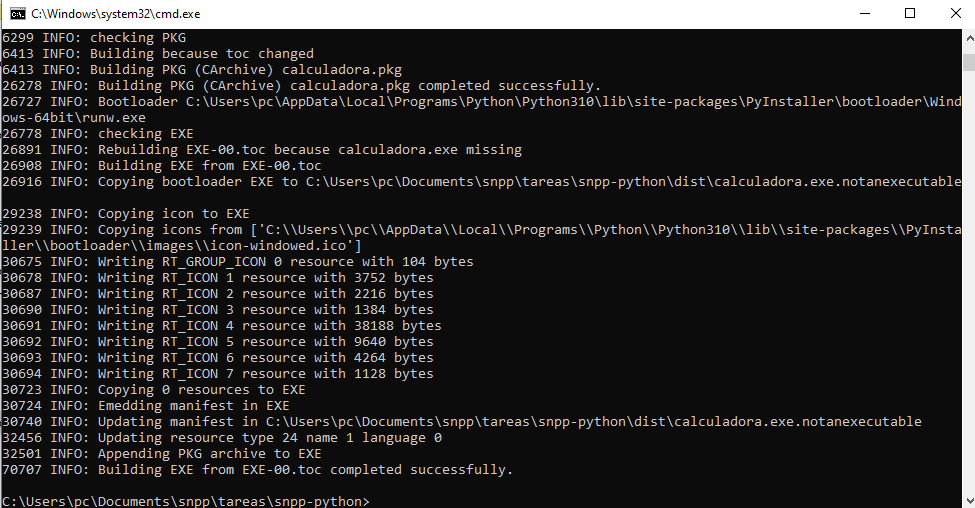 C:\Windows\system32\cmd.exe
6299 INFO: checking PKG
6413 INFO: Building because toc changed
6413 INFO: Building PKG (CArchive) calculadora.pkg
26278 INFO: Building PKG (CArchive) calculadora.pkg completed successfully.
26727 INFO: Bootloader C:\Users\pc\AppData\Local\Programs\Python\Python310\lib\site-packages\PyInstaller\bootloader\Wind
ows-64bit\runw.exe
26778 INFO: checking EXE
26891 INFO: Rebuilding EXE-00.toc because calculadora.exe missing
26908 INFO: Building EXE from EXE-00.toc
26916 INFO: Copying bootloader EXE to C:\Users\pc\Documents\snpp\tareas\snpp-python\dist\calculadora.exe.notanexecutable
29238 INFO: Copying icon to EXE
29239 INFO: Copying icons from ['C:\\Users\\pc\\AppData\\Local\\Programs\\Python\\Python310\\lib\\site-packages\\PyInsta
ller\\bootloader\\images\\icon-windowed.ico']
30675 INFO: Writing RT_GROUP_ICON 0 resource with 104 bytes
30678 INFO: Writing RT_ICON 1 resource with 3752 bytes
30687 INFO: Writing RT_ICON 2 resource with 2216 bytes
30690 INFO: Writing RT_ICON 3 resource with 1384 bytes
30691 INFO: Writing RT_ICON 4 resource with 38188 bytes
30692 INFO: Writing RT_ICON 5 resource with 9640 bytes
30693 INFO: Writing RT_ICON 6 resource with 4264 bytes
30694 INFO: Writing RT_ICON 7 resource with 1128 bytes
30723 INFO: Copying 0 resources to EXE
30724 INFO: Emedding manifest in EXE
30740 INFO: Updating manifest in C:\Users\pc\Documents\snpp\tareas\snpp-python\dist\calculadora.exe.notanexecutable
32456 INFO: Updating resource type 24 name 1 language 0
32501 INFO: Appending PKG archive to EXE
70707 INFO: Building EXE from EXE-00.toc completed successfully.
C:\Users\pc\Documents\snpp\tareas\snpp-python>